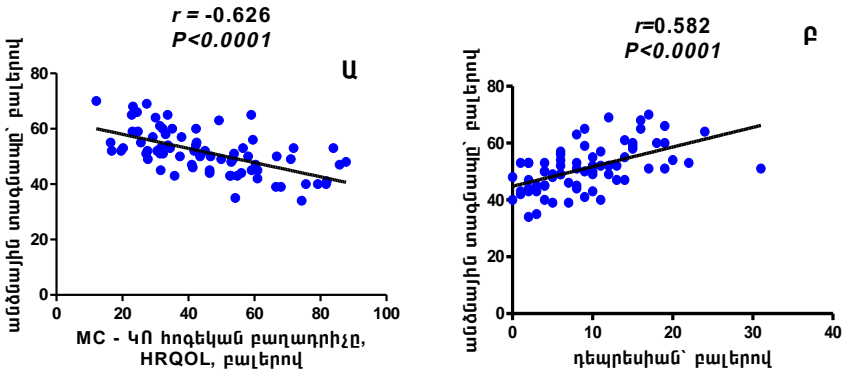 r = -0.626
P<0.0001
Ա
անձնային տագնապը՝ բալերով
80
60
40
20
0
0 20 40 60 80 100
MC - ԿՈ հոգեկան բաղադրիչը,
HRQOL, բալերով
r=0.582
P<0.0001
Բ
անձնային տագնապը՝ բալերով
80
60
40
20
0
0 10 20 30 40
դեպրեսիան՝ բալերով